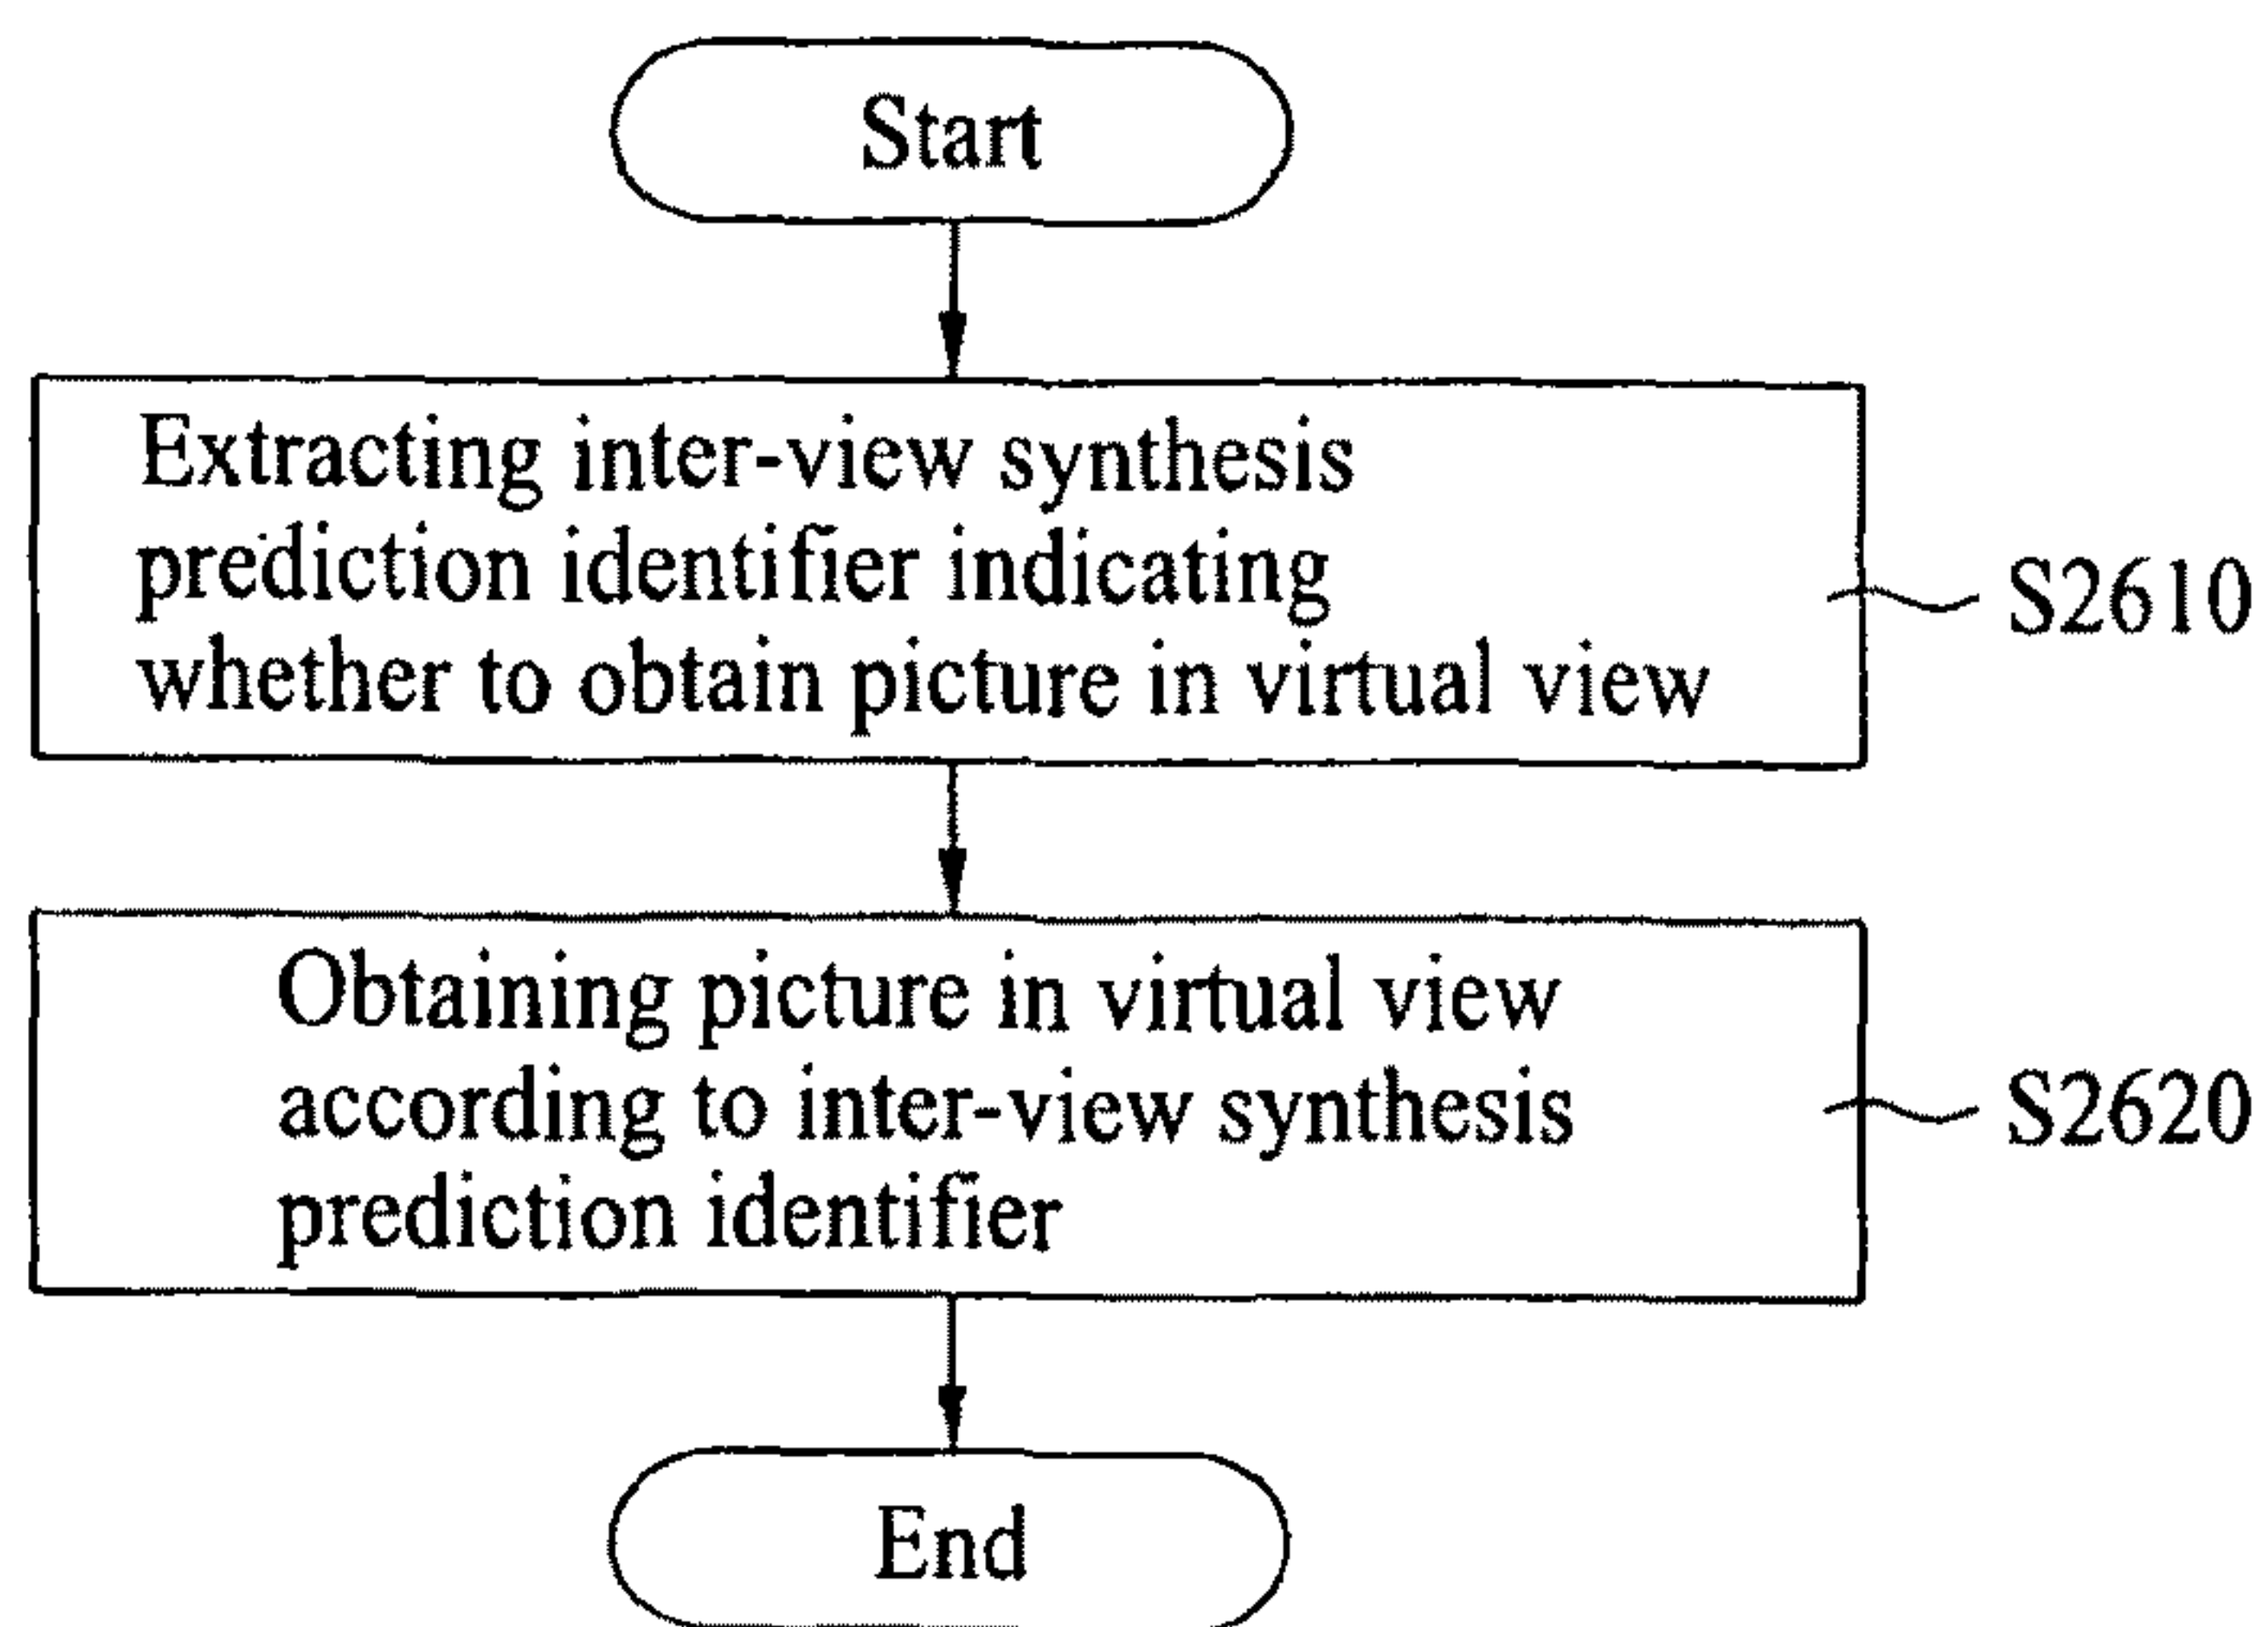 Start
Extracting inter-view synthesis
prediction identifier indicating
whether to obtain picture in virtual view
S2610
Obtaining picture in virtual view
according to inter-view synthesis
prediction identifier
S2620
End